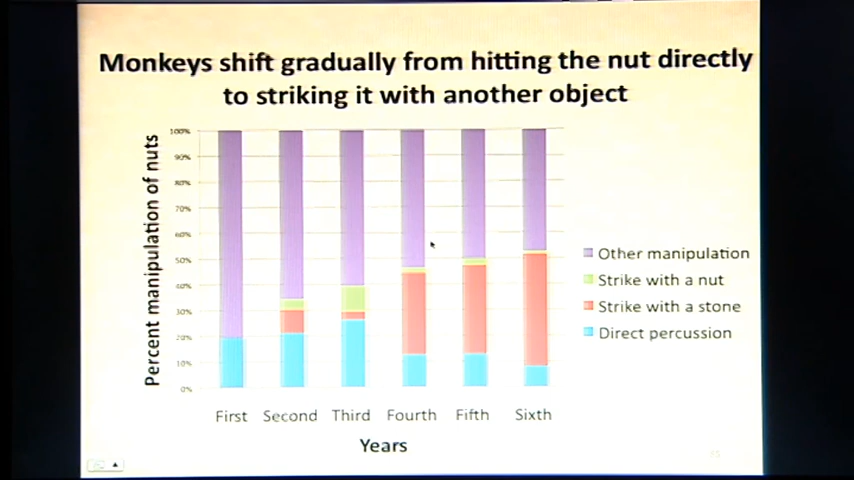 Monkeys shift gradually from hitting the nut directly
to striking it with another object
Percent manipulation of nuts
100%
90%
80%
70%
60%
50%
40%
30%
20%
10%
0%
First Second Third Fourth Fifth Sixth
Years
Other manipulation
Strike with a nut
Strike with a stone
Direct percussion